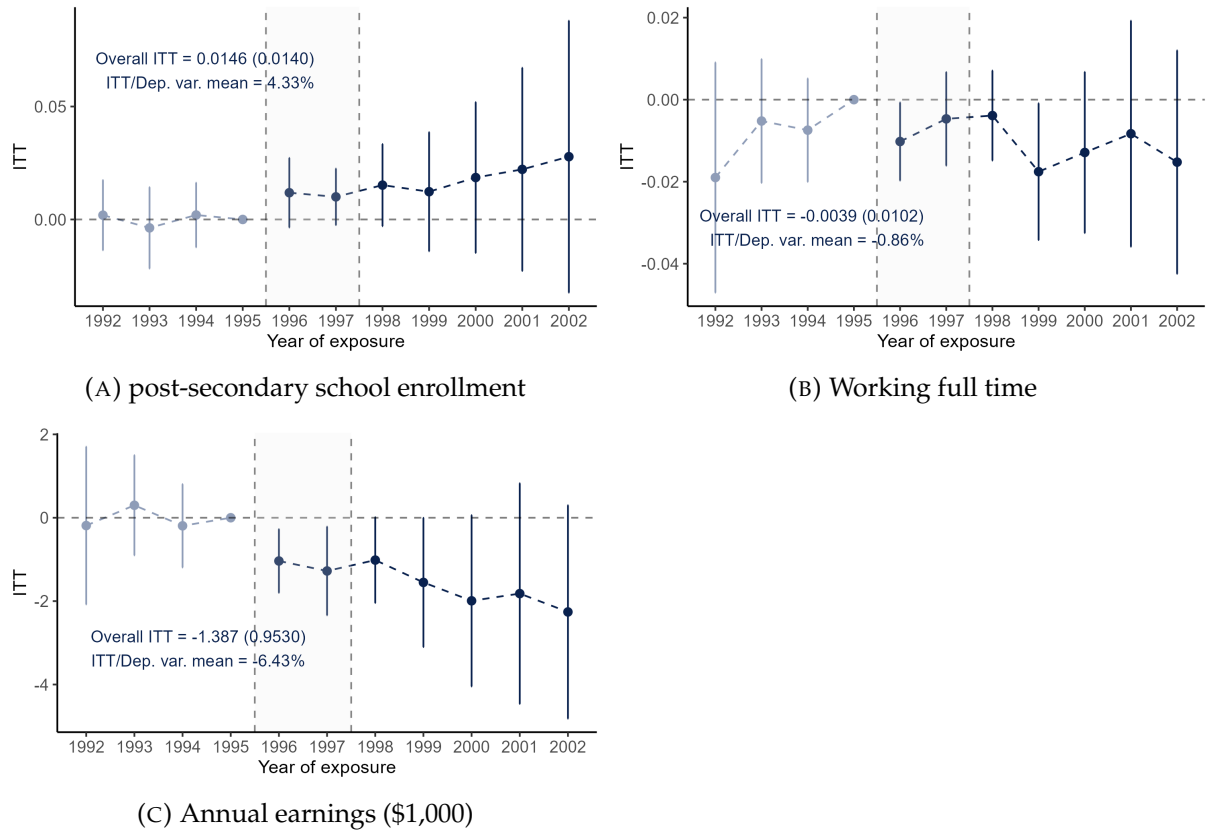 Overall ITT = 0.0146 (0.0140)
ITT/Dep. var. mean = 4.33%
0.05
0.00
ITT
1992 1993 1994 1995 1996 1997 1998 1999 2000 2001 2002
Year of exposure
(A) post-secondary school enrollment
0.02
0.00
-0.02
-0.04
ITT
Overall ITT = -0.0039 (0.0102)
ITT/Dep. var. mean = -0.86%
1992 1993 1994 1995 1996 1997 1998 1999 2000 2001 2002
Year of exposure
(B) Working full time
2
0
-2
-4
ITT
Overall ITT = -1.387 (0.9530)
ITT/Dep. var. mean = -6.43%
1992 1993 1994 1995 1996 1997 1998 1999 2000 2001 2002
Year of exposure
(C) Annual earnings ($1,000)